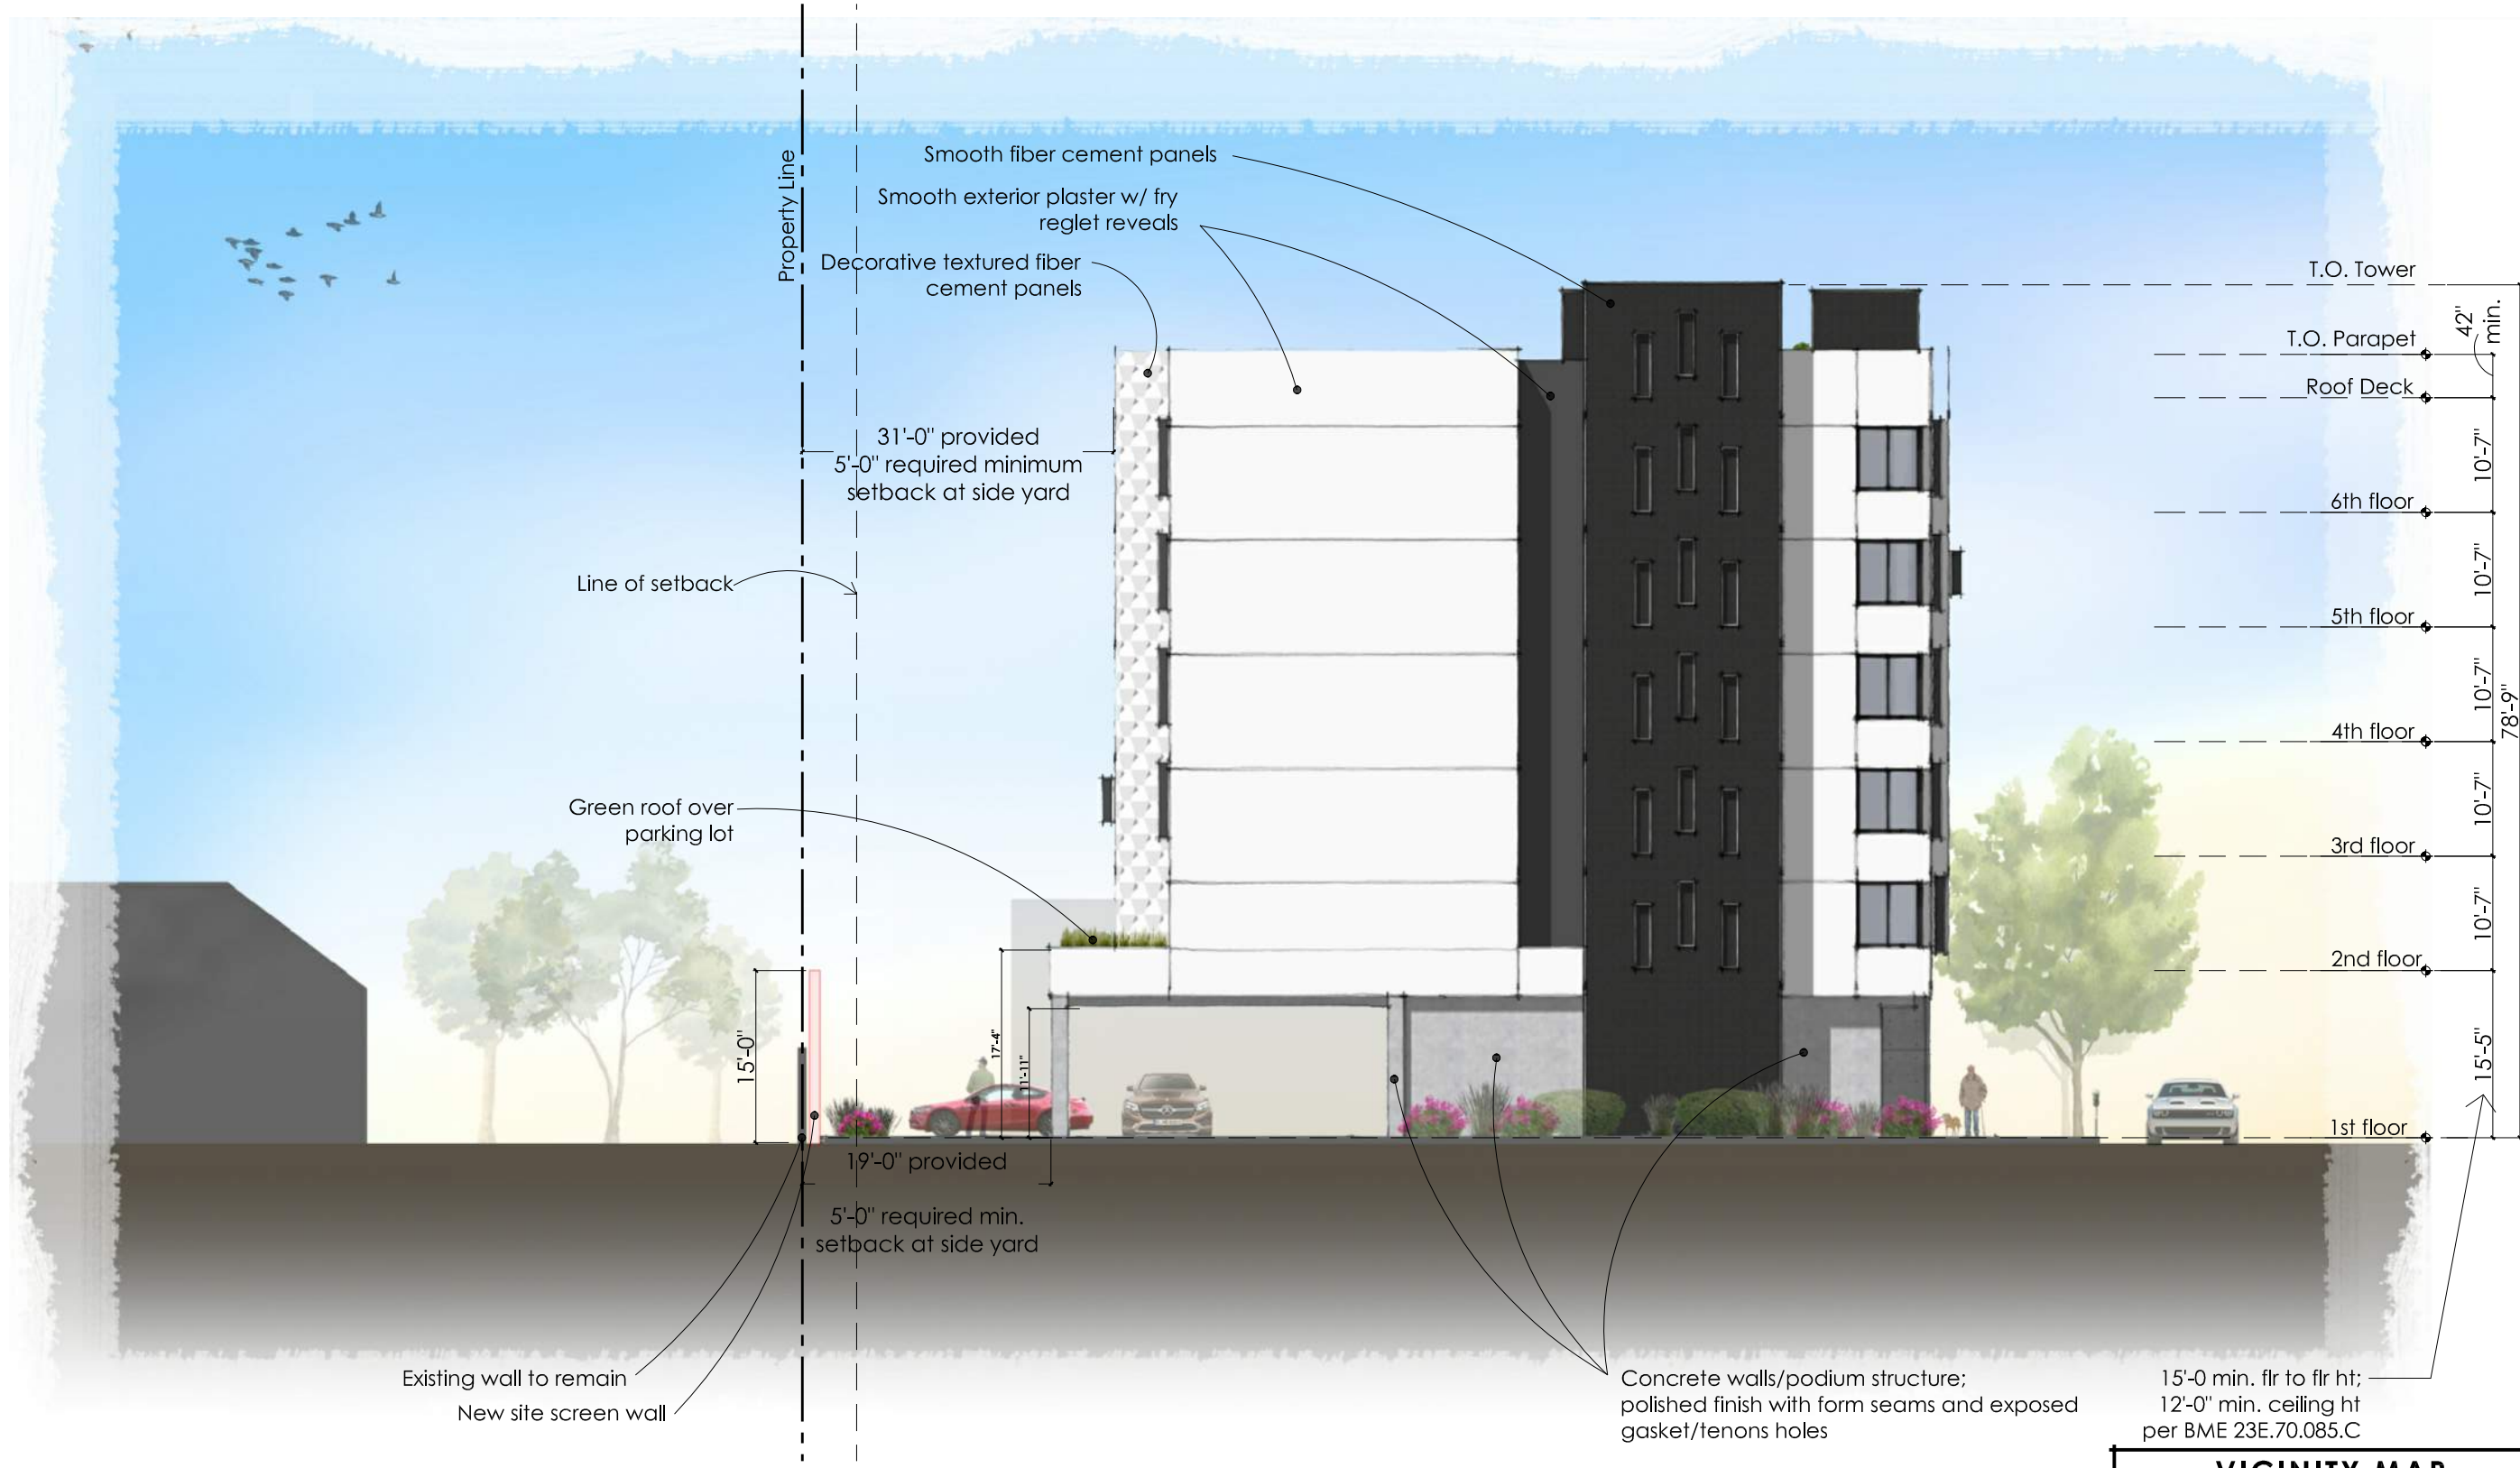 Property Line
Smooth fiber cement panels
Smooth exterior plaster w/ fry
reglet reveals
Decorative textured fiber
cement panels
31'-0" provided
5'-0" required minimum
setback at side yard
Line of setback
Green roof over
parking lot
15'-0"
17'-4"
11'-11"
19'-0" provided
5'-0" required min.
setback at side yard
Existing wall to remain
New site screen wall
Concrete walls/podium structure;
polished finish with form seams and exposed
gasket/tenons holes
T.O. Tower
42"
min.
T.O. Parapet
Roof Deck
10'-7"
6th floor
10'-7"
5th floor
10'-7"
4th floor
78'-9"
10'-7"
3rd floor
10'-7"
2nd floor
15'-5"
1st floor
15'-0 min. flr to flr ht;
12'-0" min. ceiling ht
per BME 23E.70.085.C
VICINITY MAP